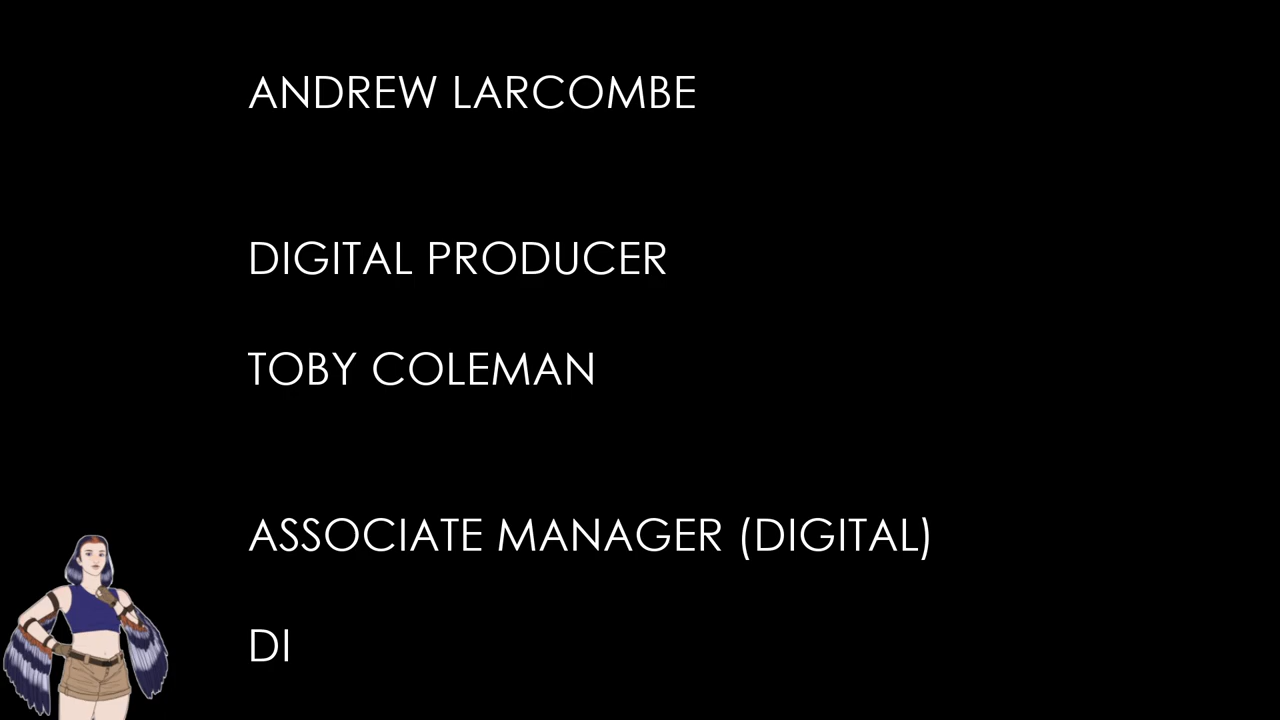 ANDREW LARCOMBE
DIGITAL PRODUCER
TOBY COLEMAN
ASSOCIATE MANAGER (DIGITAL)
DI